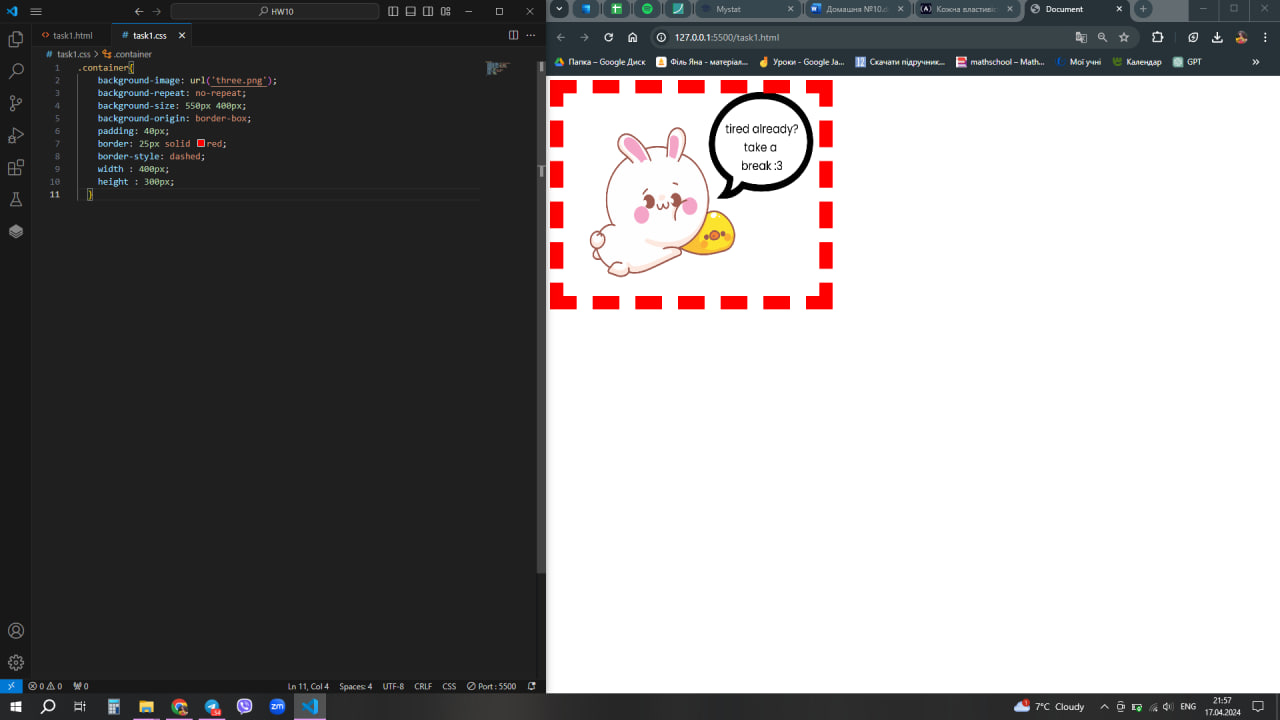 HW10
task1.html
task1.css
task1.css > .container
1 .container{
2 background-image: url('three.png');
3 background-repeat: no-repeat;
4 background-size: 550px 400px;
5 background-origin: border-box;
6 padding: 40px;
7 border: 25px solid red;
8 border-style: dashed;
9 width : 400px;
10 height : 300px;
11 }
0 0 0
Ln 11, Col 4 Spaces: 4 UTF-8 CRLF CSS Port : 5500
Mystat
Домашня №10.d
Кожна властивіс
Document
127.0.0.1:5500/task1.html
Папка – Google Диск
Філь Яна - матеріал...
Уроки - Google Ja...
12 Скачати підручник...
mathschool – Math...
Мої учні
Календар
GPT
tired already?
take a
break :3
7°C Cloudy
ENG
21:57
17.04.2024